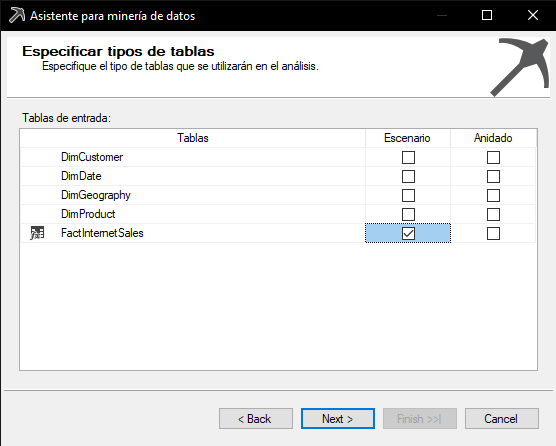 Asistente para minería de datos
Especificar tipos de tablas
Especifique el tipo de tablas que se utilizarán en el análisis.
Tablas de entrada:
Tablas Escenario Anidado
DimCustomer
DimDate
DimGeography
DimProduct
FactInternetSales
< Back Next > Finish >>| Cancel